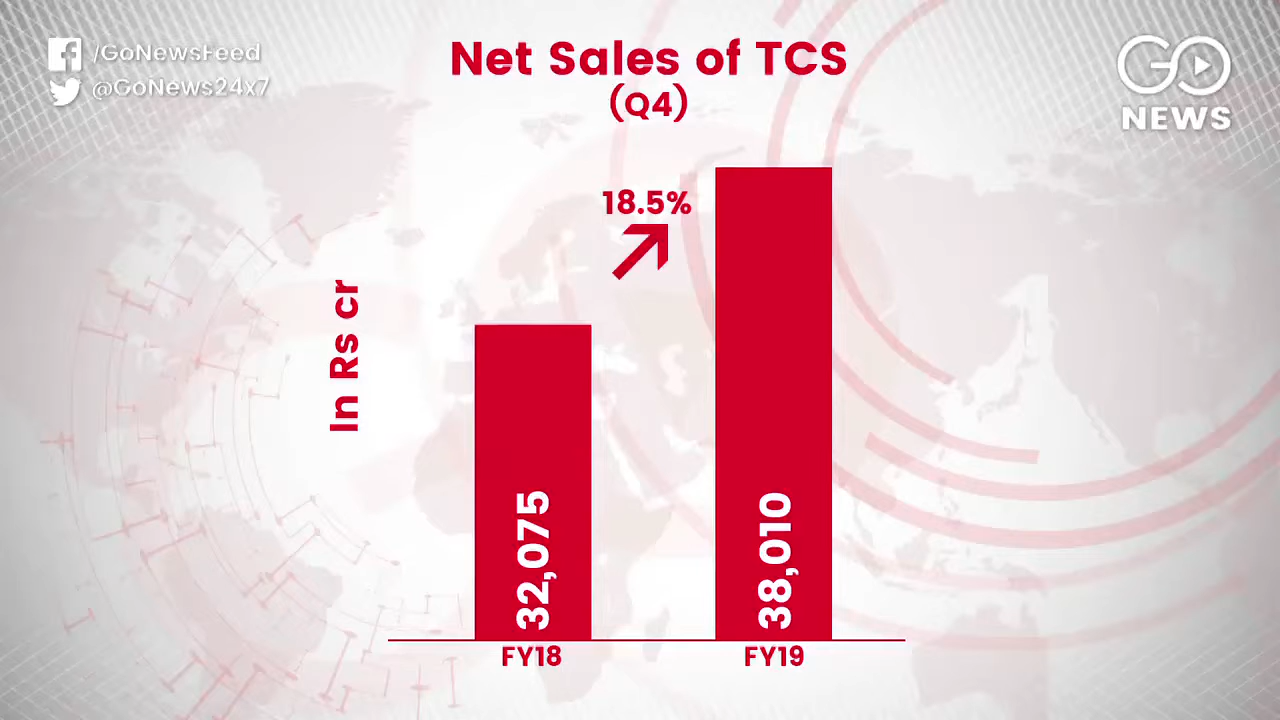 /GoNewsFeed
@GoNews24x7
Net Sales of TCS
(Q4)
GO
NEWS
18.5%
In Rs cr
32,075
38,010
FY18
FY19